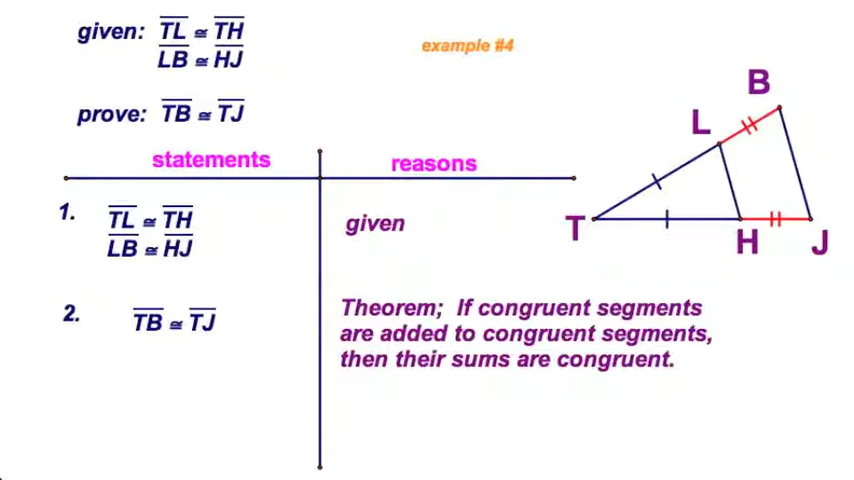 given: TL ≅ TH
LB ≅ HJ
example #4
prove: TB ≅ TJ
statements
reasons
1. TL ≅ TH
LB ≅ HJ
given
2. TB ≅ TJ
Theorem; If congruent segments
are added to congruent segments,
then their sums are congruent.
B
L
T
H
J